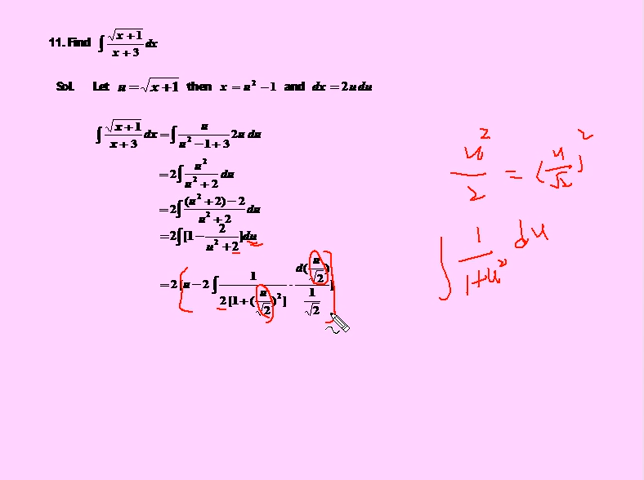 11. Find ∫ √(x+1)/(x+3) dx
Sol. Let u = √(x+1) then x = u² − 1 and dx = 2u du
∫ √(x+1)/(x+3) dx = ∫ u/(u² − 1 + 3) 2u du
= 2∫ u²/(u² + 2) du
= 2∫ ((u² + 2) − 2)/(u² + 2) du
= 2∫ [1 − 2/(u² + 2)] du
= 2 [u − 2∫ 1/(2[1 + (u/√2)²]) · d(u/√2)/(1/√2)]
u²/2 = (u/√2)²
∫ 1/(1+u²) du